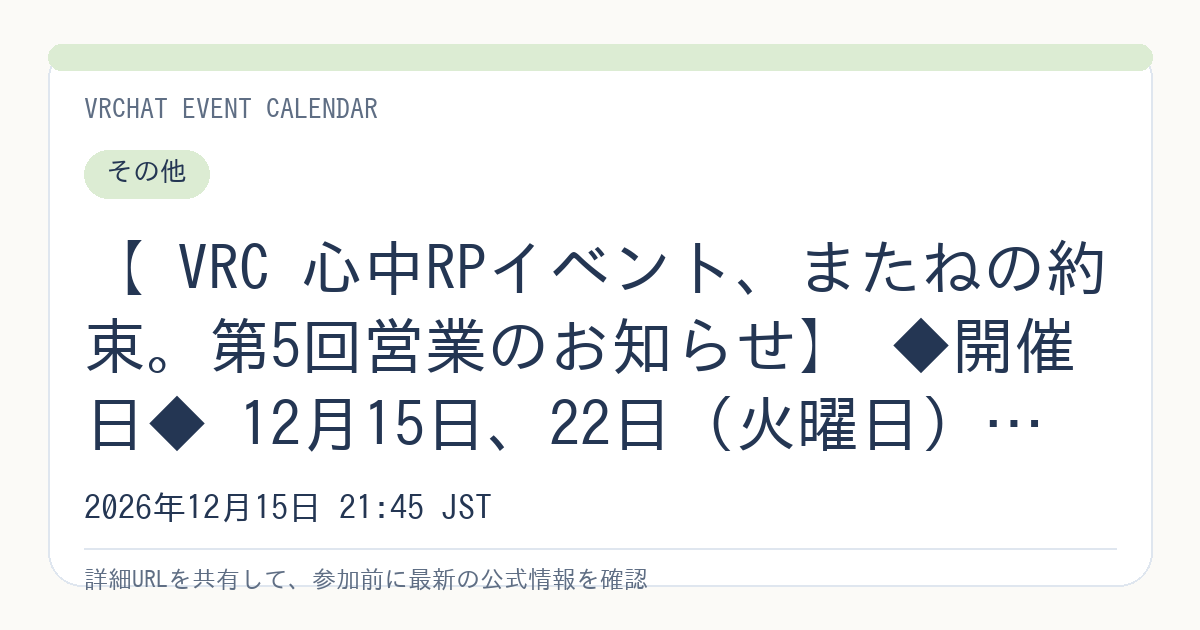 VRCHAT EVENT CALENDAR
その他
【 VRC 心中RPイベント、またねの約
束。第5回営業のお知らせ】 ◆開催
日◆ 12月15日、22日（火曜日）…
2026年12月15日 21:45 JST
詳細URLを共有して、参加前に最新の公式情報を確認